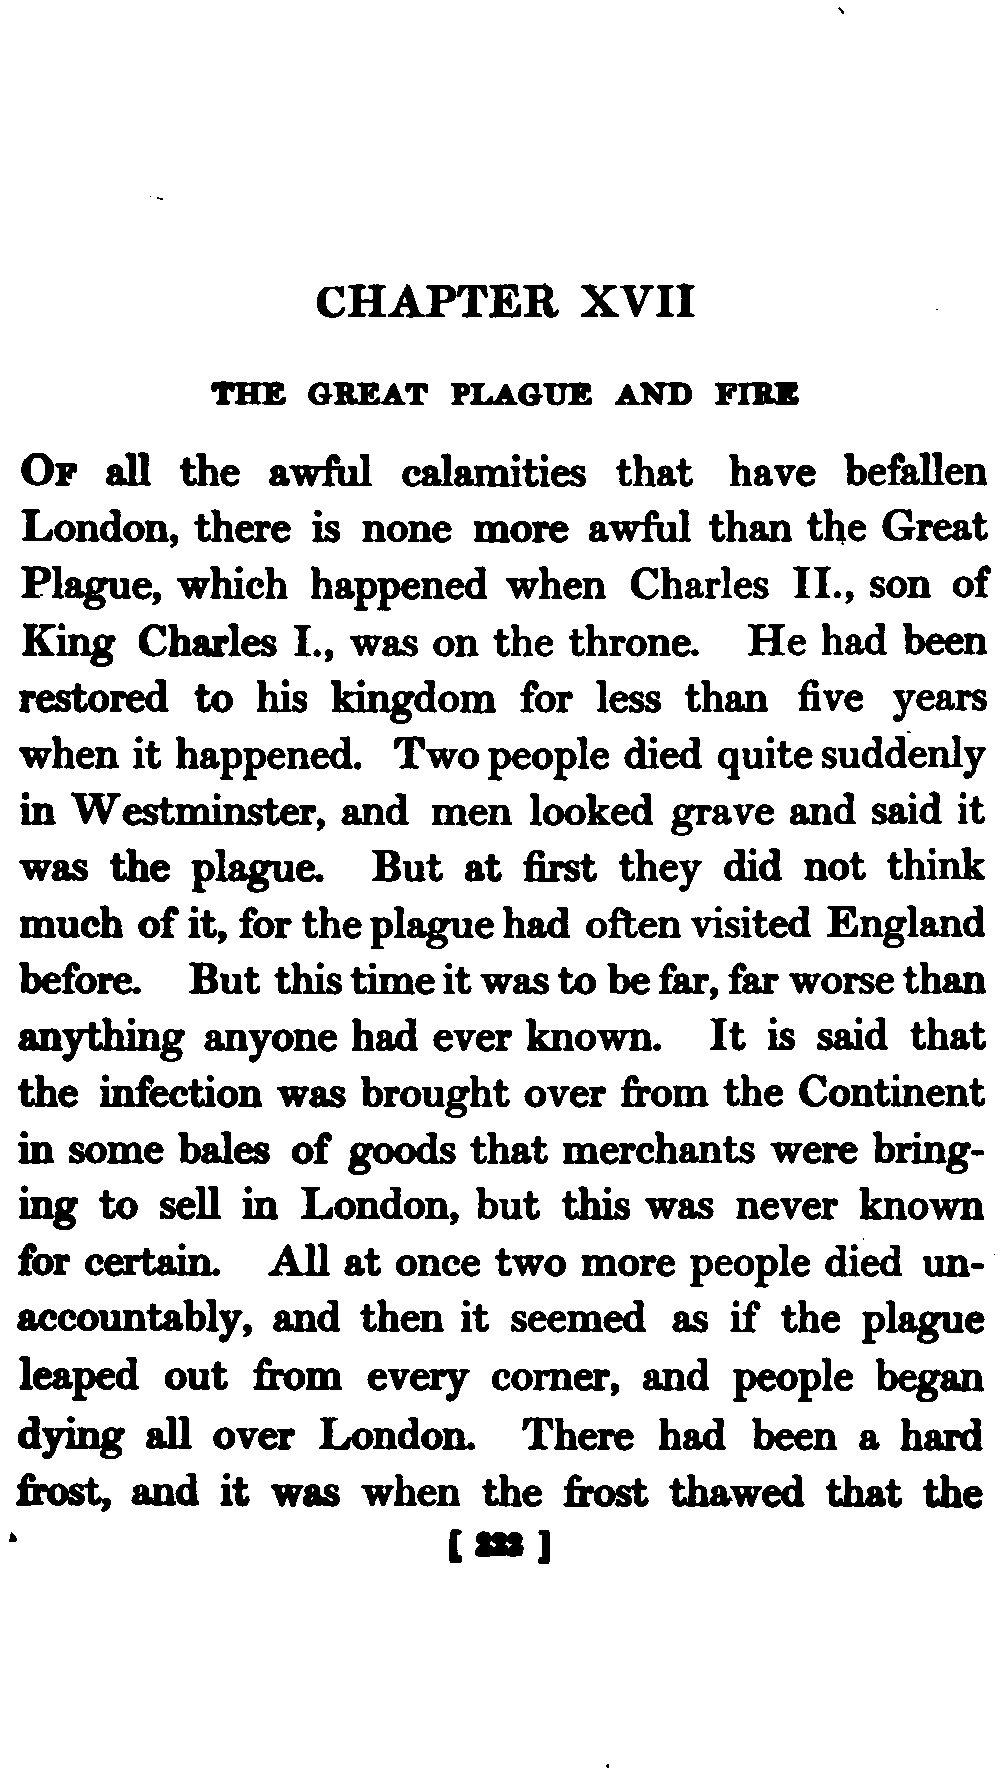 CHAPTER XVII
THE GREAT PLAGUE AND FIRE
OF all the awful calamities that have befallen
London, there is none more awful than the Great
Plague, which happened when Charles II., son of
King Charles I., was on the throne. He had been
restored to his kingdom for less than five years
when it happened. Two people died quite suddenly
in Westminster, and men looked grave and said it
was the plague. But at first they did not think
much of it, for the plague had often visited England
before. But this time it was to be far, far worse than
anything anyone had ever known. It is said that
the infection was brought over from the Continent
in some bales of goods that merchants were bring-
ing to sell in London, but this was never known
for certain. All at once two more people died un-
accountably, and then it seemed as if the plague
leaped out from every corner, and people began
dying all over London. There had been a hard
frost, and it was when the frost thawed that the
[ 222 ]